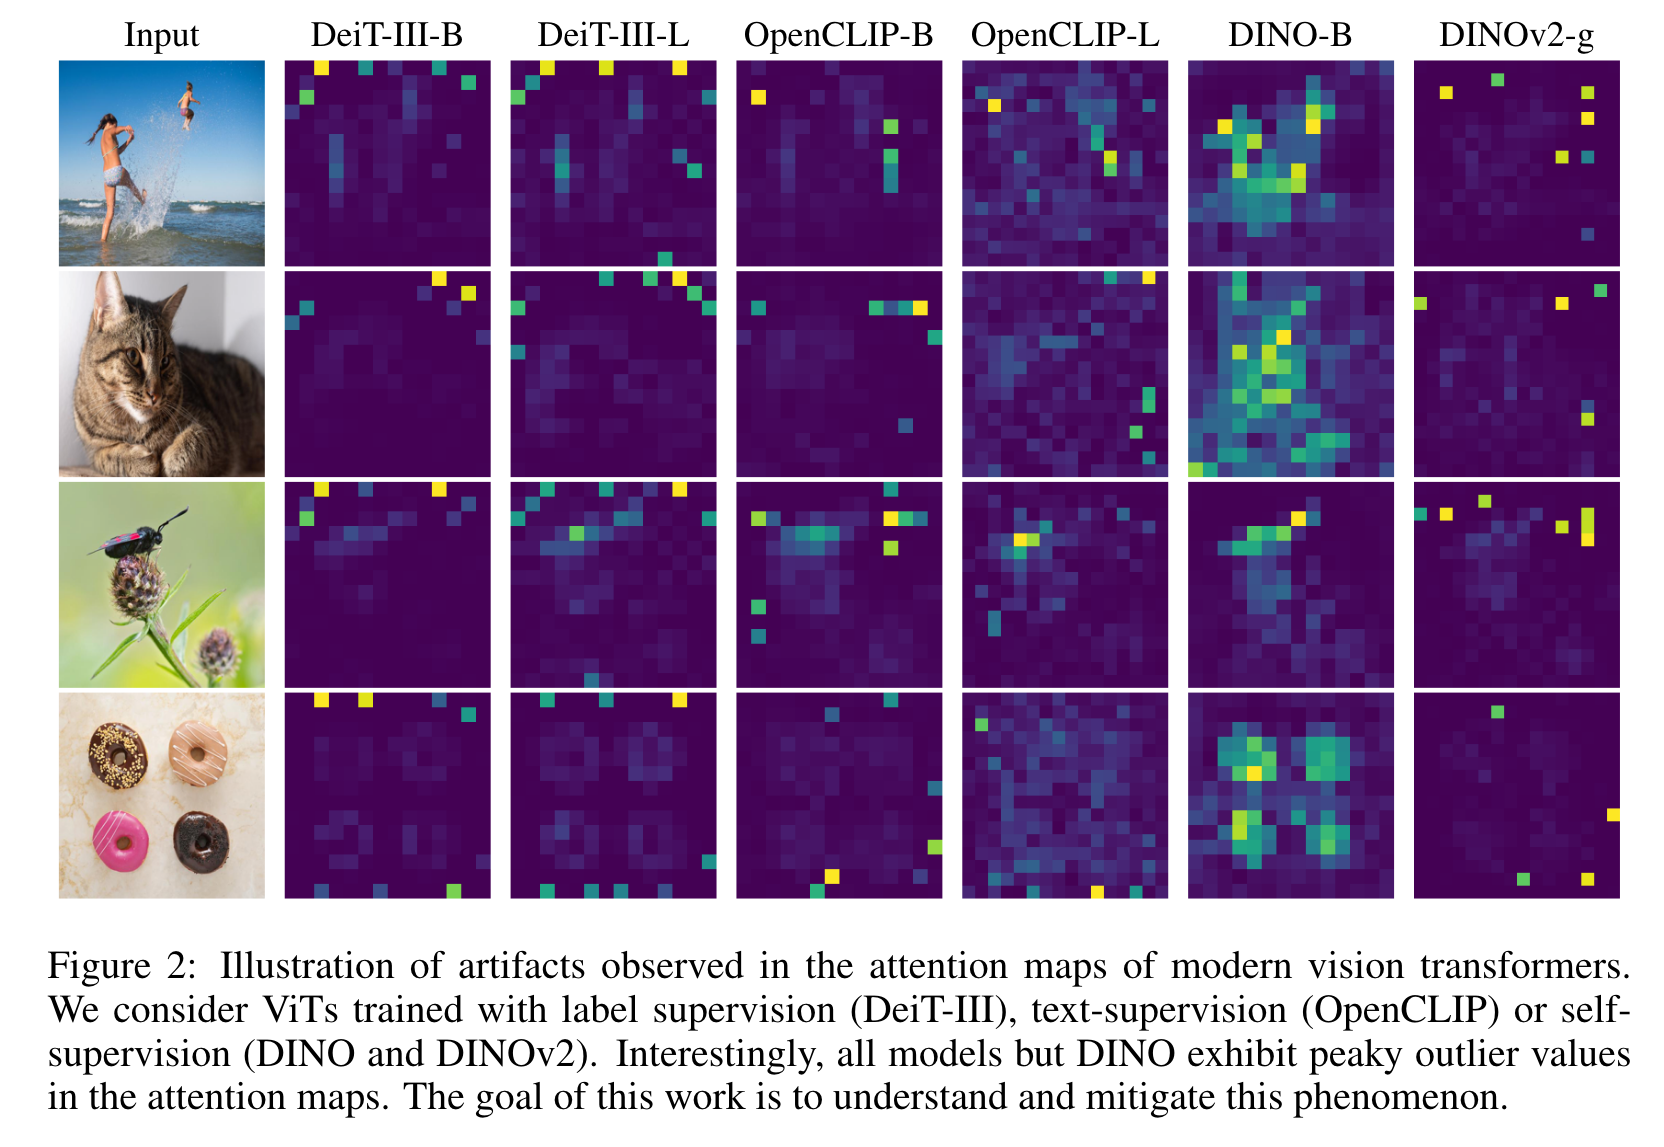 Input DeiT-III-B DeiT-III-L OpenCLIP-B OpenCLIP-L DINO-B DINOv2-g
Figure 2: Illustration of artifacts observed in the attention maps of modern vision transformers.
We consider ViTs trained with label supervision (DeiT-III), text-supervision (OpenCLIP) or self-
supervision (DINO and DINOv2). Interestingly, all models but DINO exhibit peaky outlier values
in the attention maps. The goal of this work is to understand and mitigate this phenomenon.